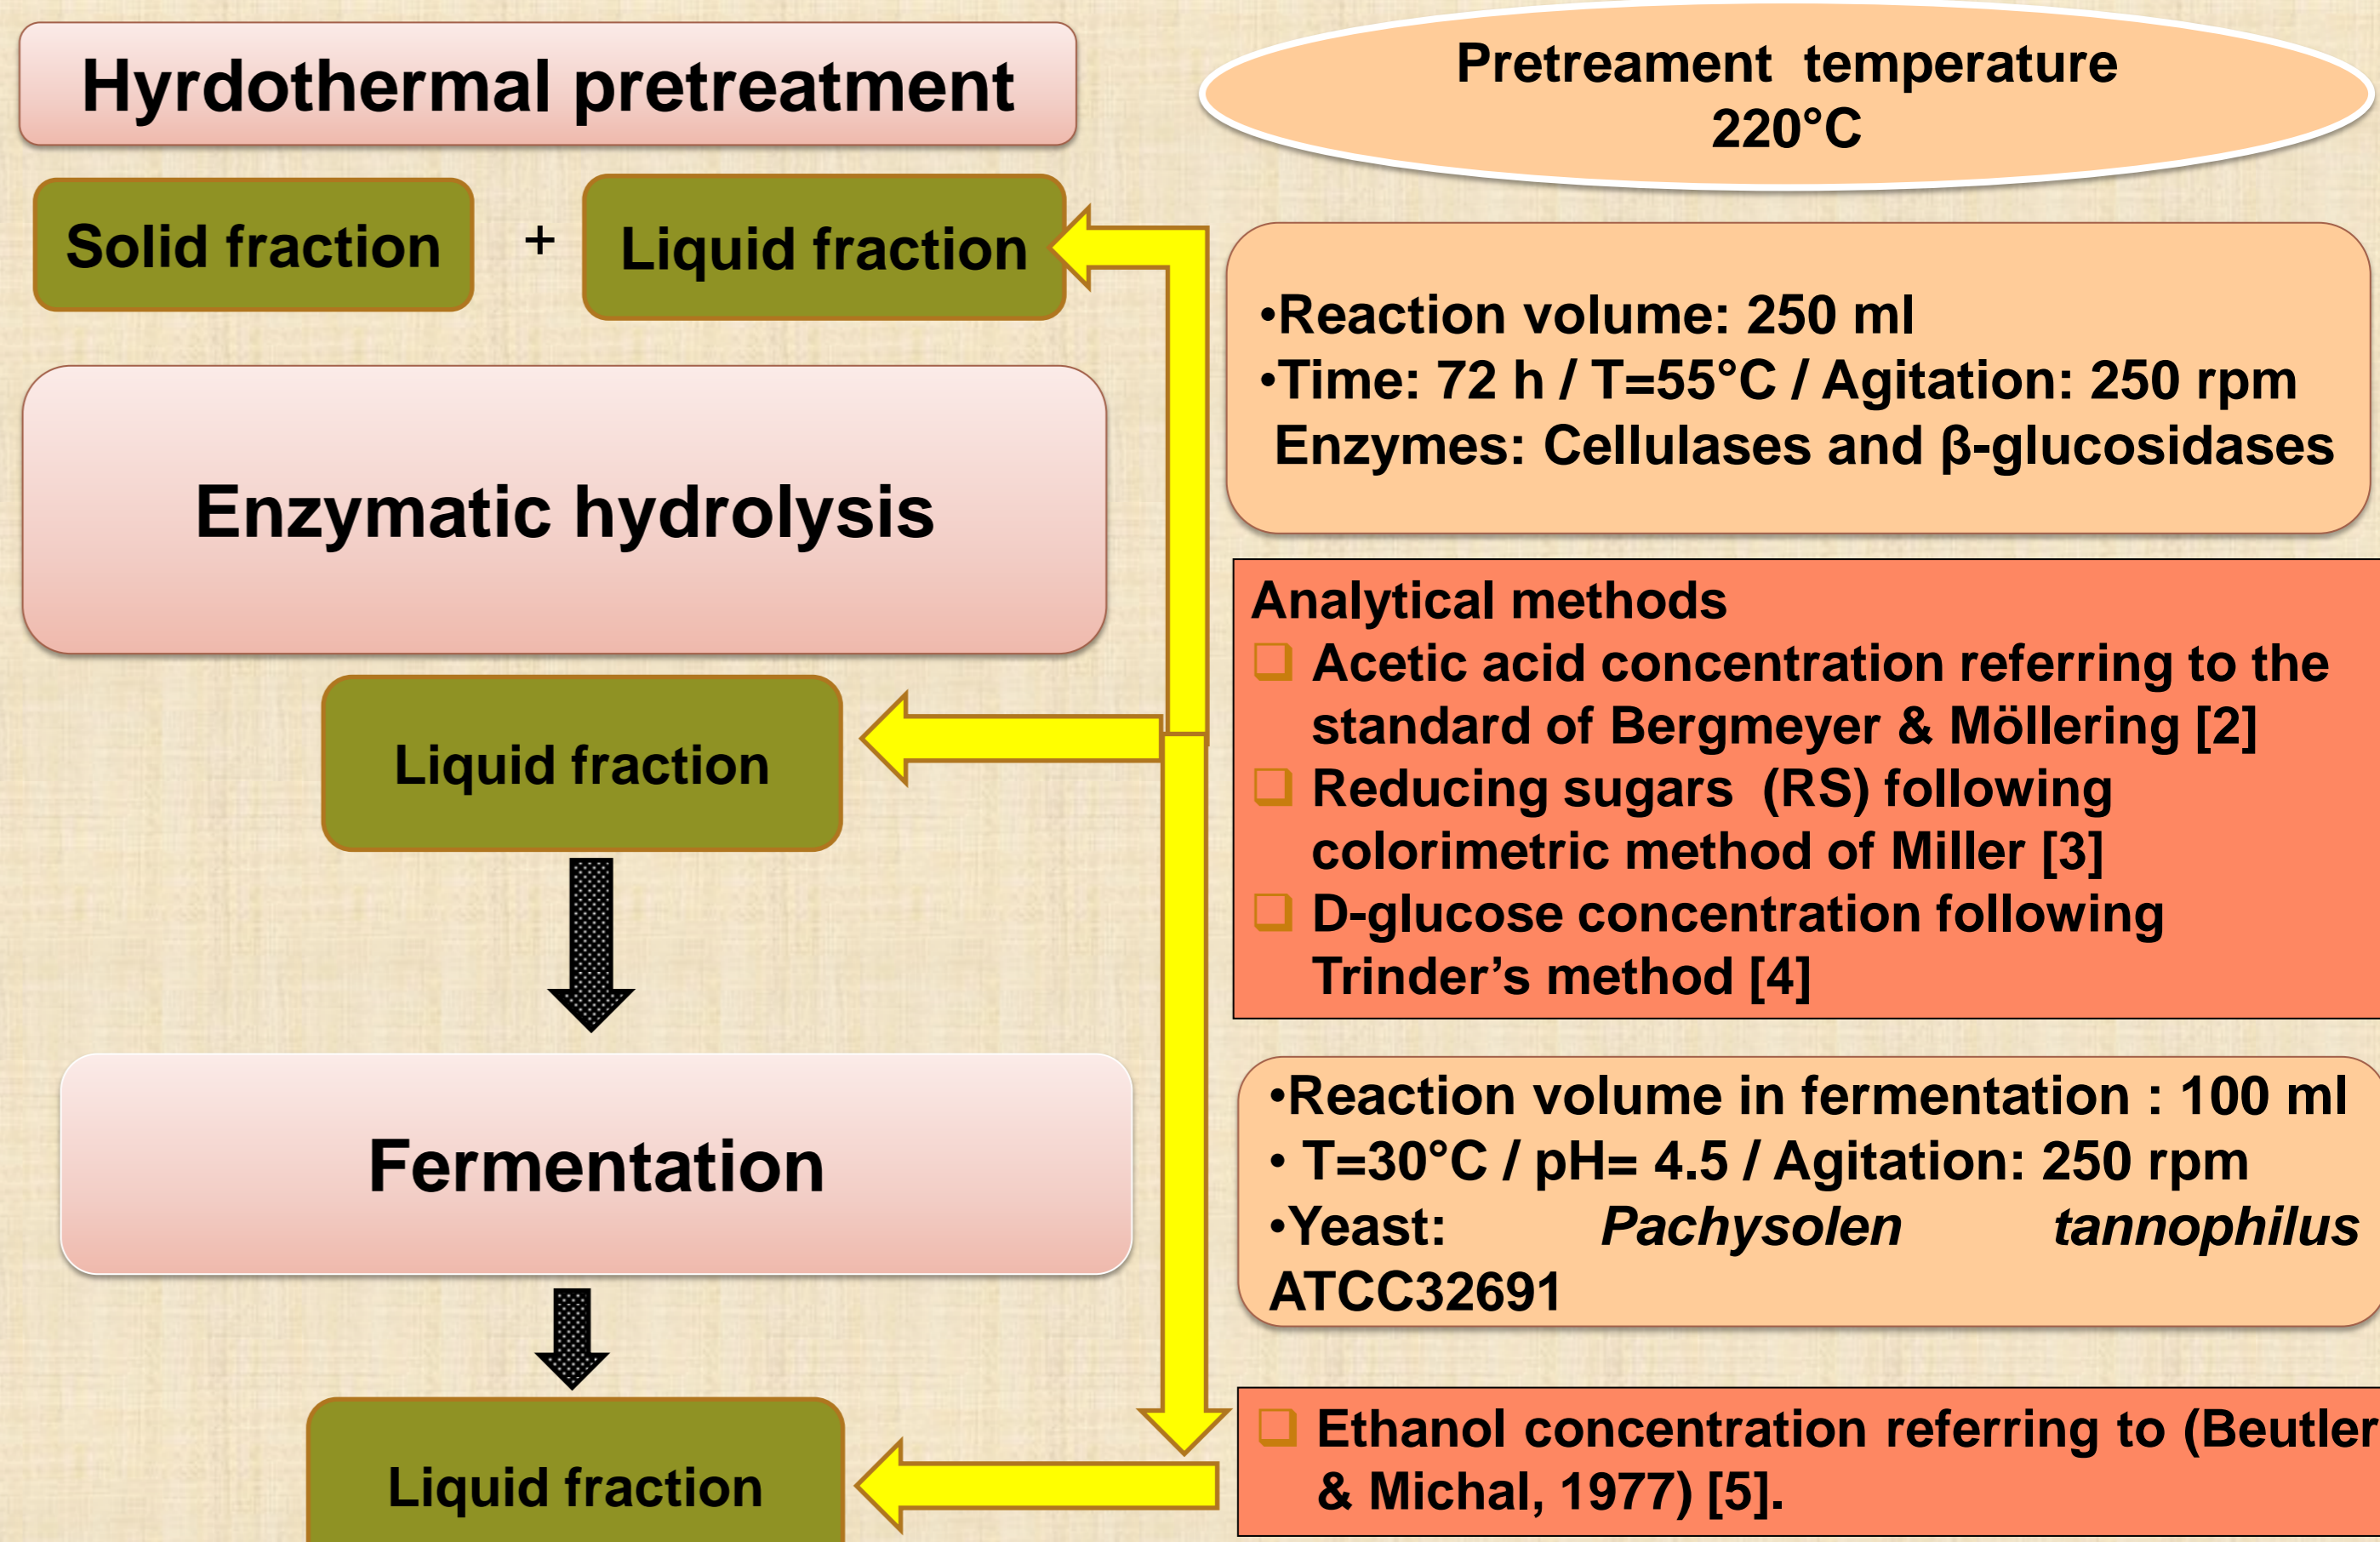 Hyrdothermal pretreatment
Pretreament temperature
220°C
Solid fraction
+
Liquid fraction
•Reaction volume: 250 ml
•Time: 72 h / T=55°C / Agitation: 250 rpm
Enzymes: Cellulases and β-glucosidases
Enzymatic hydrolysis
Analytical methods
Acetic acid concentration referring to the
standard of Bergmeyer & Möllering [2]
Reducing sugars (RS) following
colorimetric method of Miller [3]
D-glucose concentration following
Trinder’s method [4]
Liquid fraction
Fermentation
•Reaction volume in fermentation : 100 ml
• T=30°C / pH= 4.5 / Agitation: 250 rpm
•Yeast: Pachysolen tannophilus
ATCC32691
Liquid fraction
Ethanol concentration referring to (Beutler
& Michal, 1977) [5].